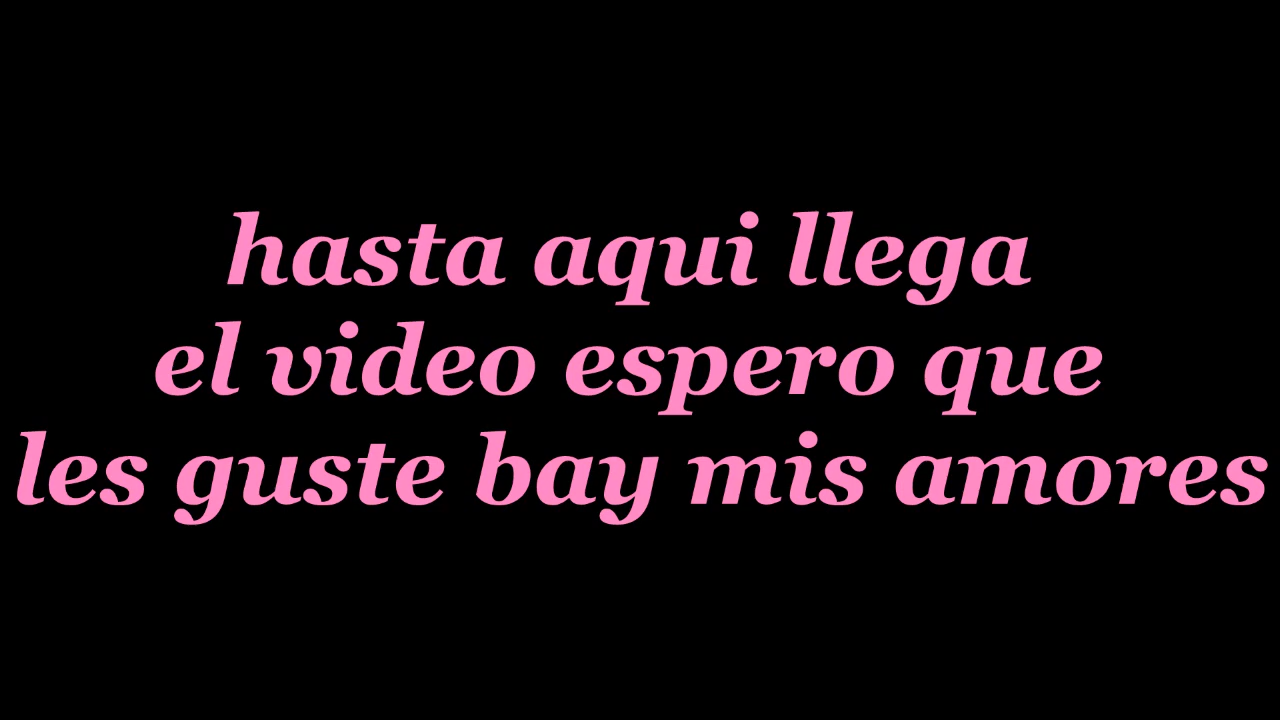 hasta aqui llega
el video espero que
les guste bay mis amores